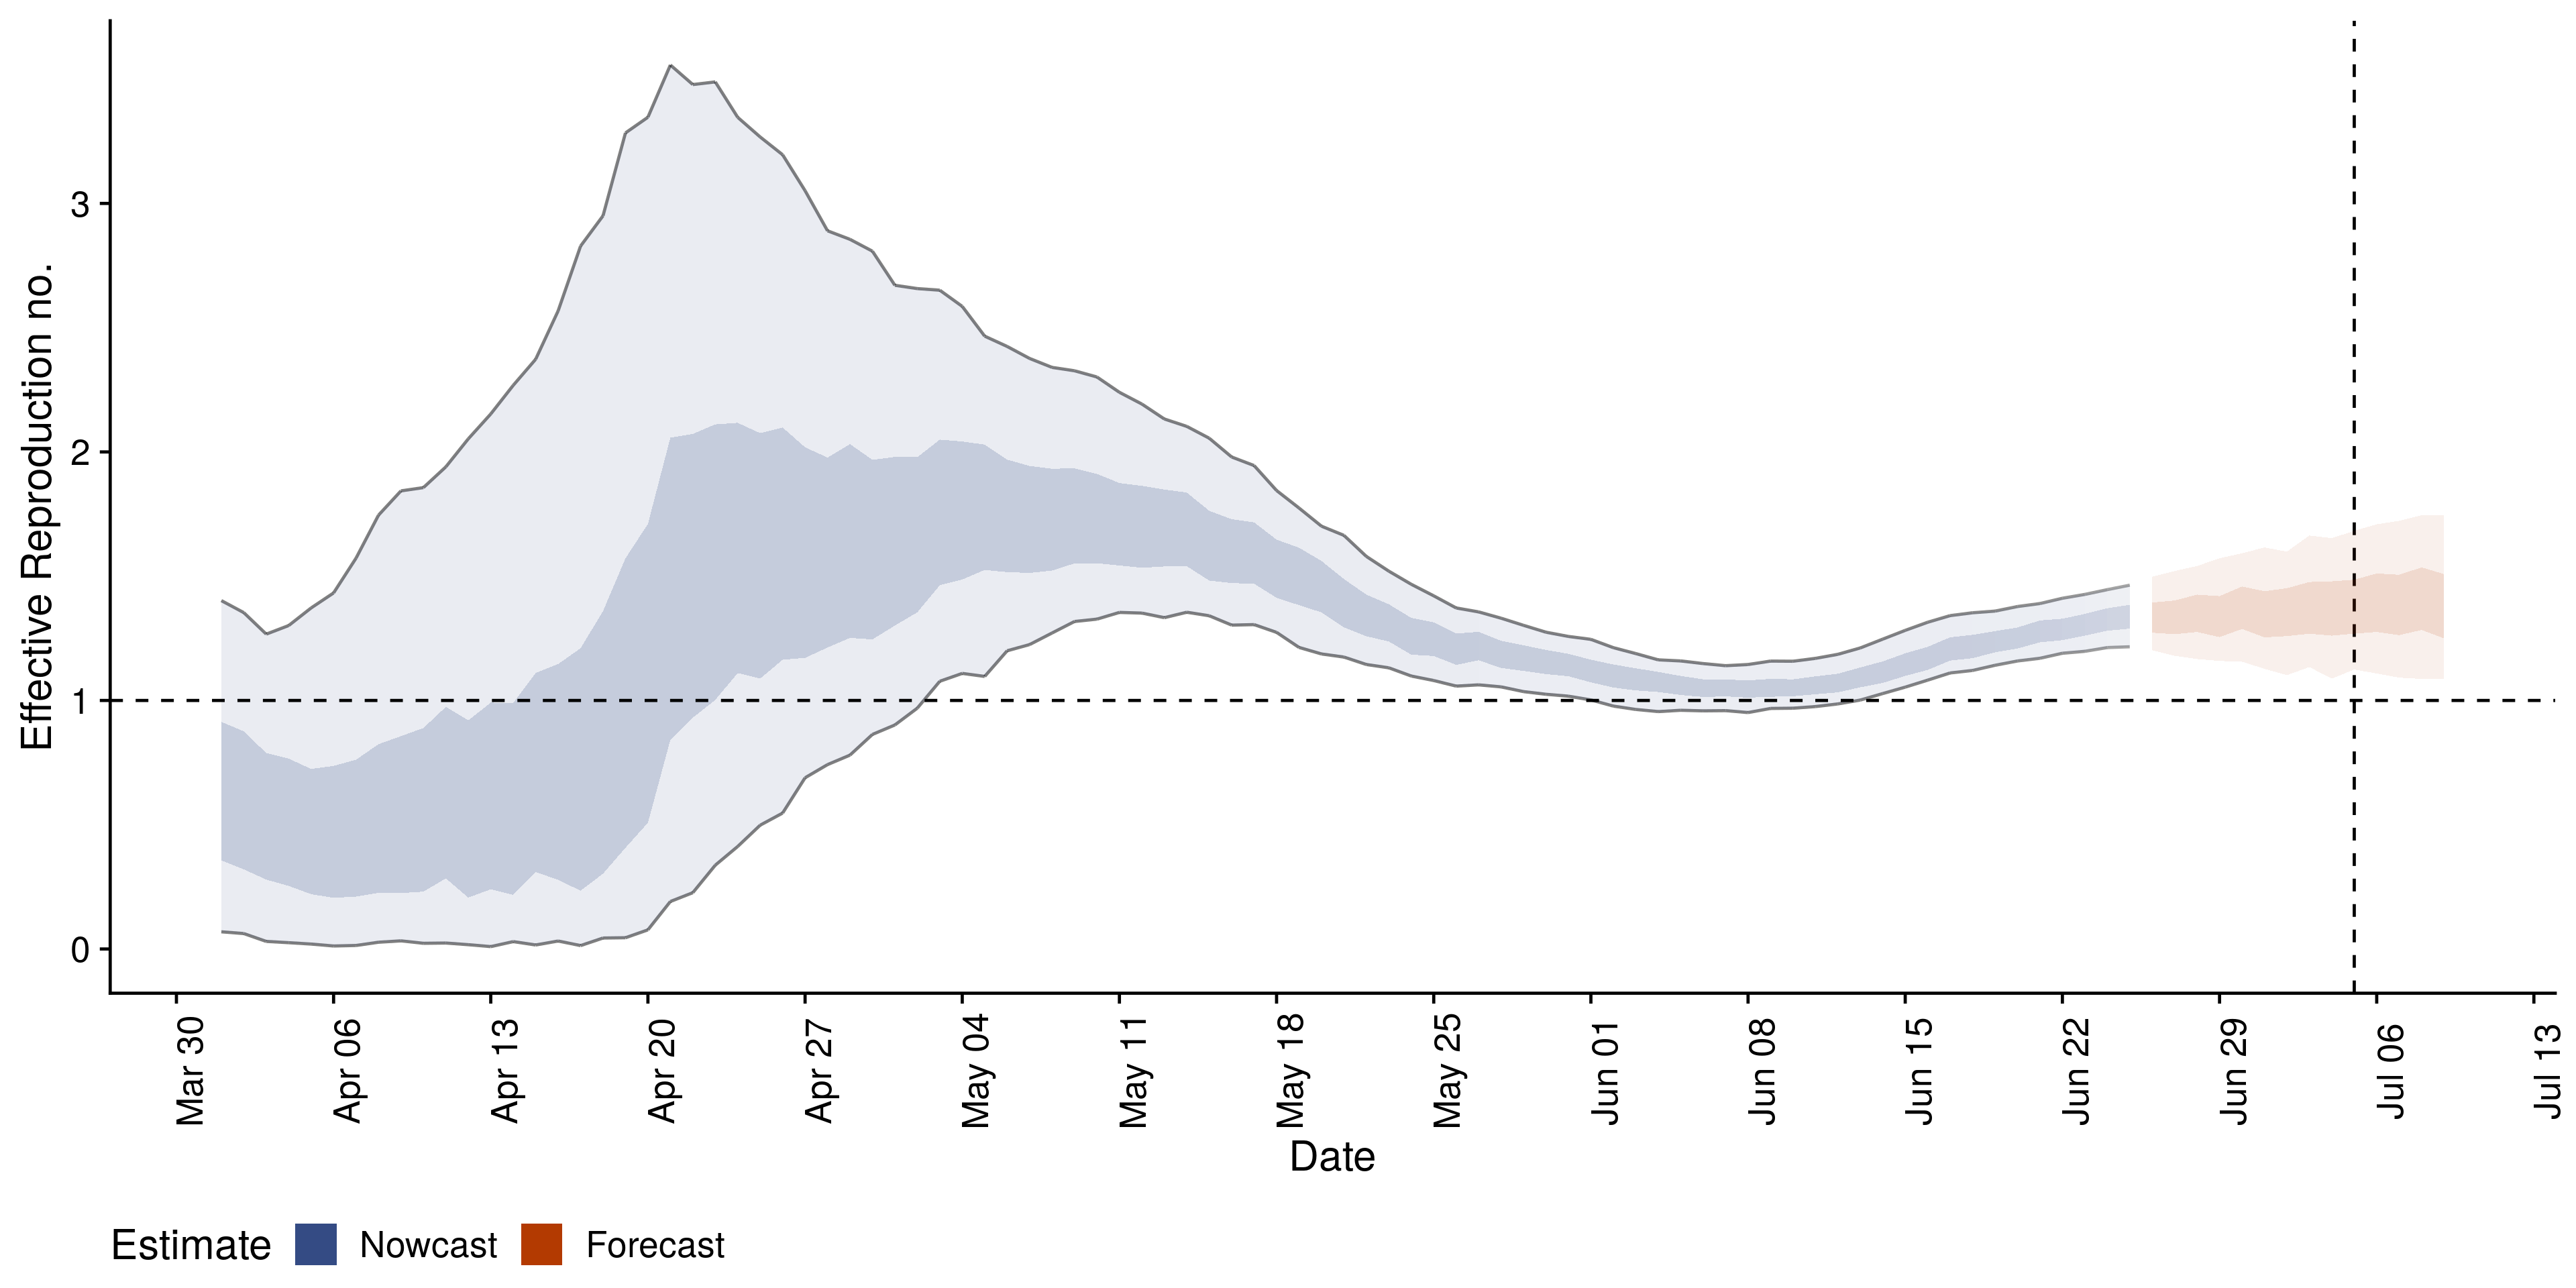 Effective Reproduction no.
3
2
1
0
Mar 30
Apr 06
Apr 13
Apr 20
Apr 27
May 04
May 11
May 18
May 25
Jun 01
Jun 08
Jun 15
Jun 22
Jun 29
Jul 06
Jul 13
Date
Estimate Nowcast Forecast